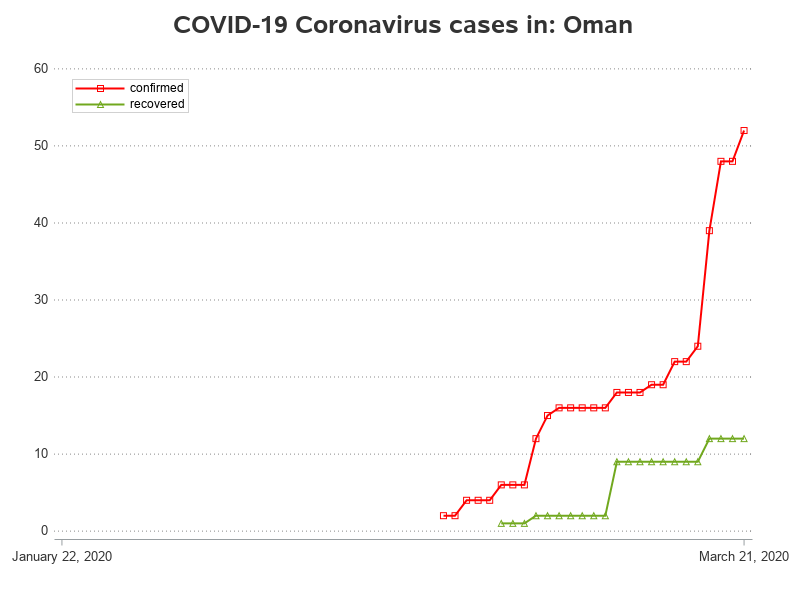 COVID-19 Coronavirus cases in: Oman
60
confirmed
recovered
50
40
30
20
10
0
January 22, 2020
March 21, 2020